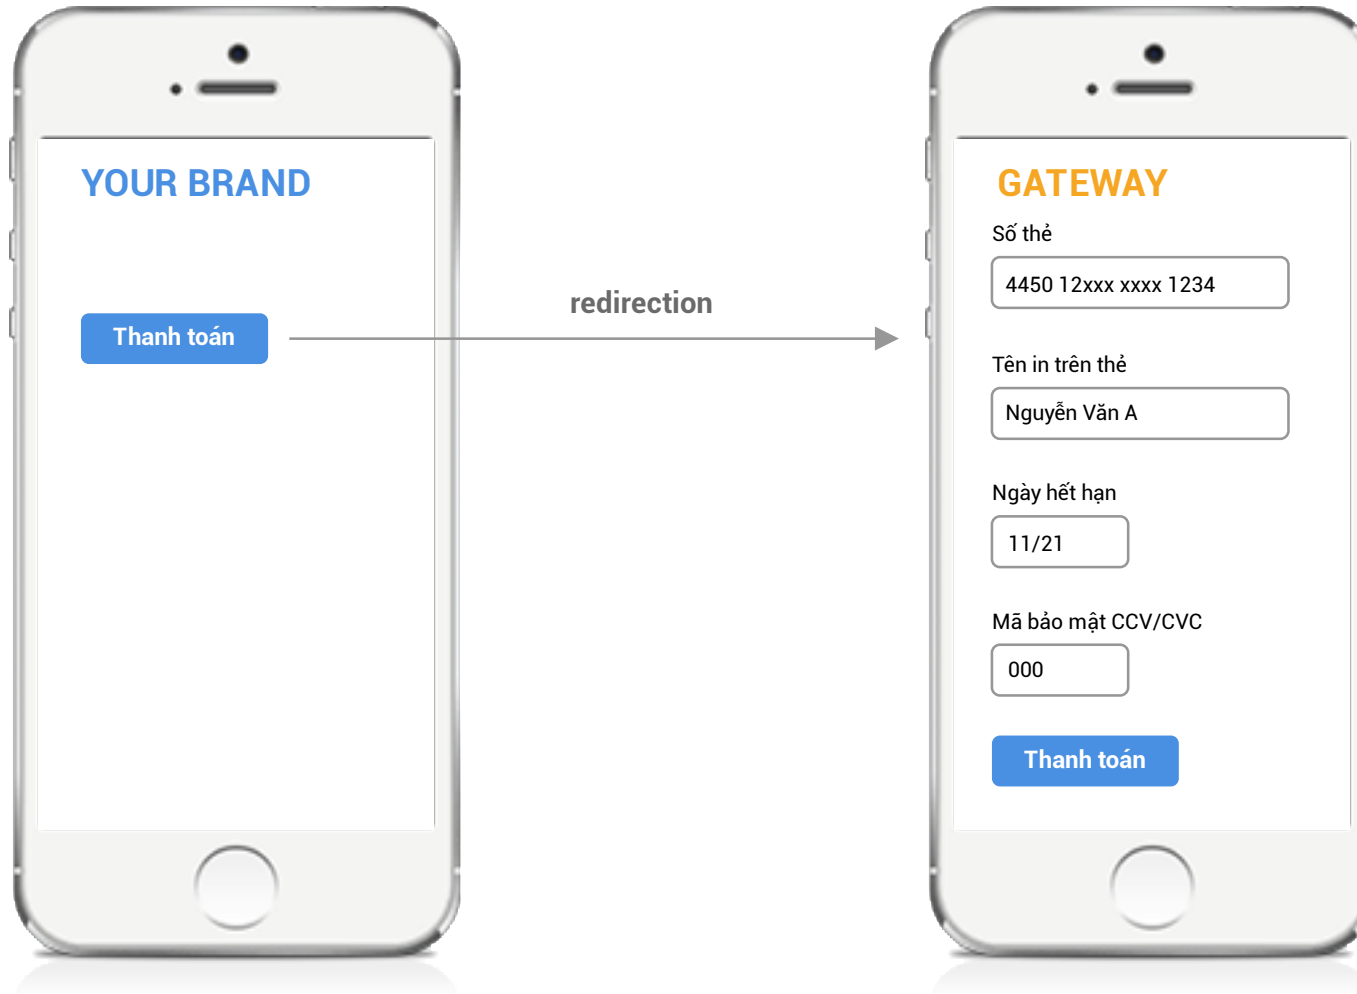 YOUR BRAND
Thanh toán
redirection
GATEWAY
Số thẻ
4450 12xxx xxxx 1234
Tên in trên thẻ
Nguyễn Văn A
Ngày hết hạn
11/21
Mã bảo mật CCV/CVC
000
Thanh toán